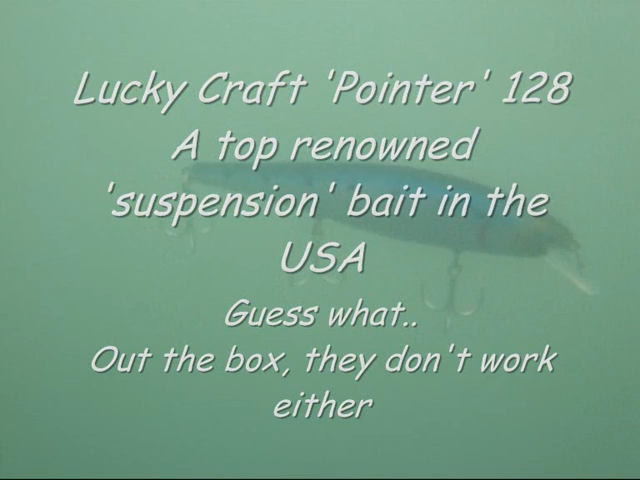 Lucky Craft 'Pointer' 128
A top renowned
'suspension' bait in the
USA
Guess what..
Out the box, they don't work
either